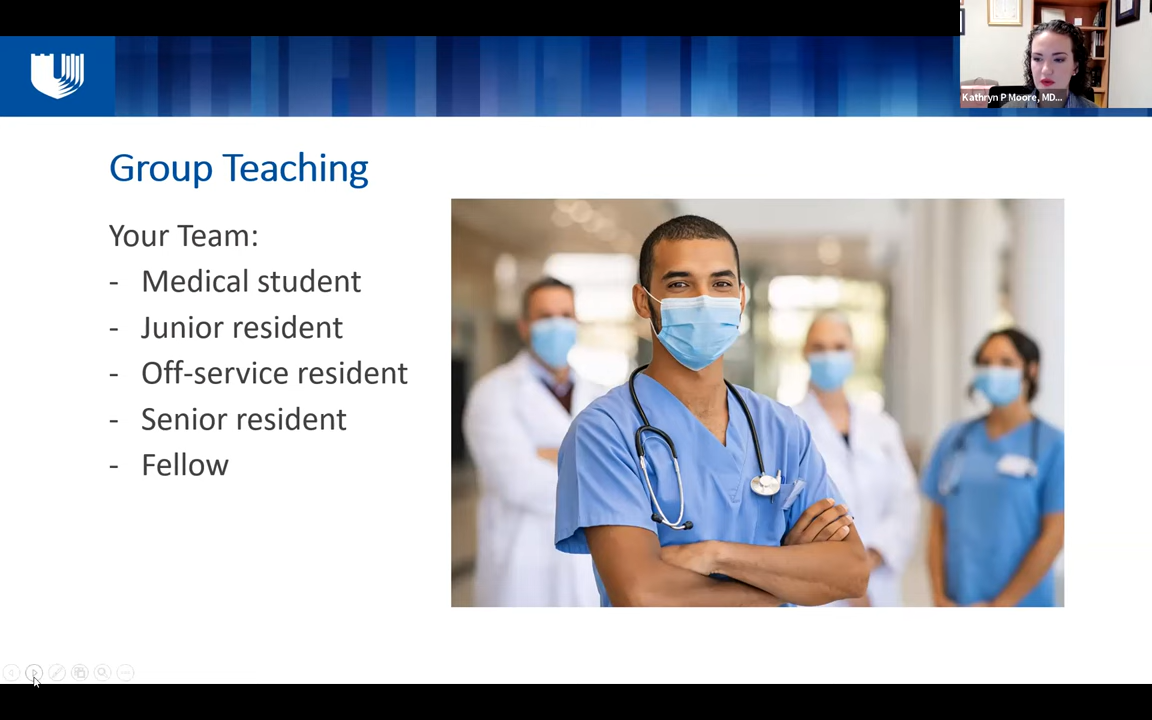 Kathryn P Moore, MD...
Group Teaching
Your Team:
- Medical student
- Junior resident
- Off-service resident
- Senior resident
- Fellow